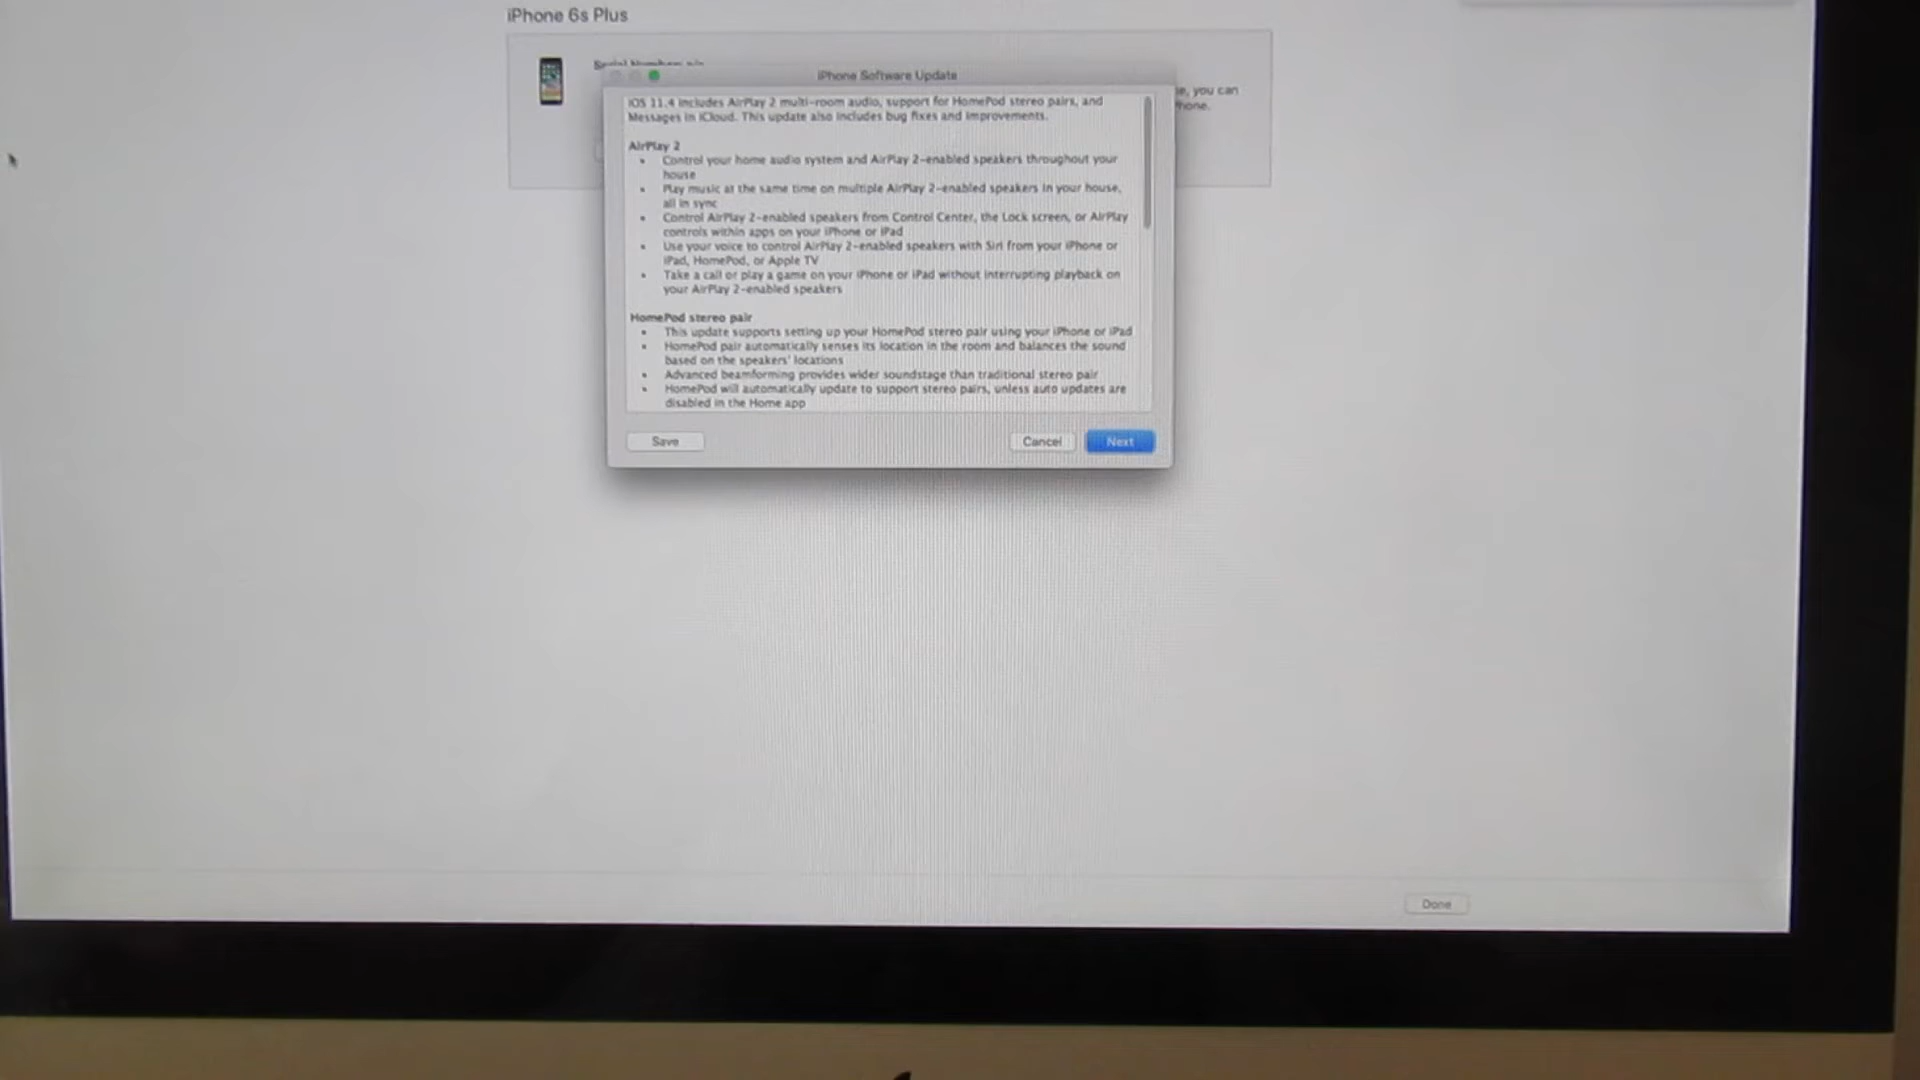 iPhone 6s Plus
Serial Number: n/a
iPhone Software Update
iOS 11.4 includes AirPlay 2 multi-room audio, support for HomePod stereo pairs, and
Messages in iCloud. This update also includes bug fixes and improvements.
AirPlay 2
• Control your home audio system and AirPlay 2-enabled speakers throughout your
house
• Play music at the same time on multiple AirPlay 2-enabled speakers in your house,
all in sync
• Control AirPlay 2-enabled speakers from Control Center, the Lock screen, or AirPlay
controls within apps on your iPhone or iPad
• Use your voice to control AirPlay 2-enabled speakers with Siri from your iPhone or
iPad, HomePod, or Apple TV
• Take a call or play a game on your iPhone or iPad without interrupting playback on
your AirPlay 2-enabled speakers
HomePod stereo pair
• This update supports setting up your HomePod stereo pair using your iPhone or iPad
• HomePod pair automatically senses its location in the room and balances the sound
based on the speakers' locations
• Advanced beamforming provides wider soundstage than traditional stereo pair
• HomePod will automatically update to support stereo pairs, unless auto updates are
disabled in the Home app
Save
Cancel
Next
, you can
hone.
Done